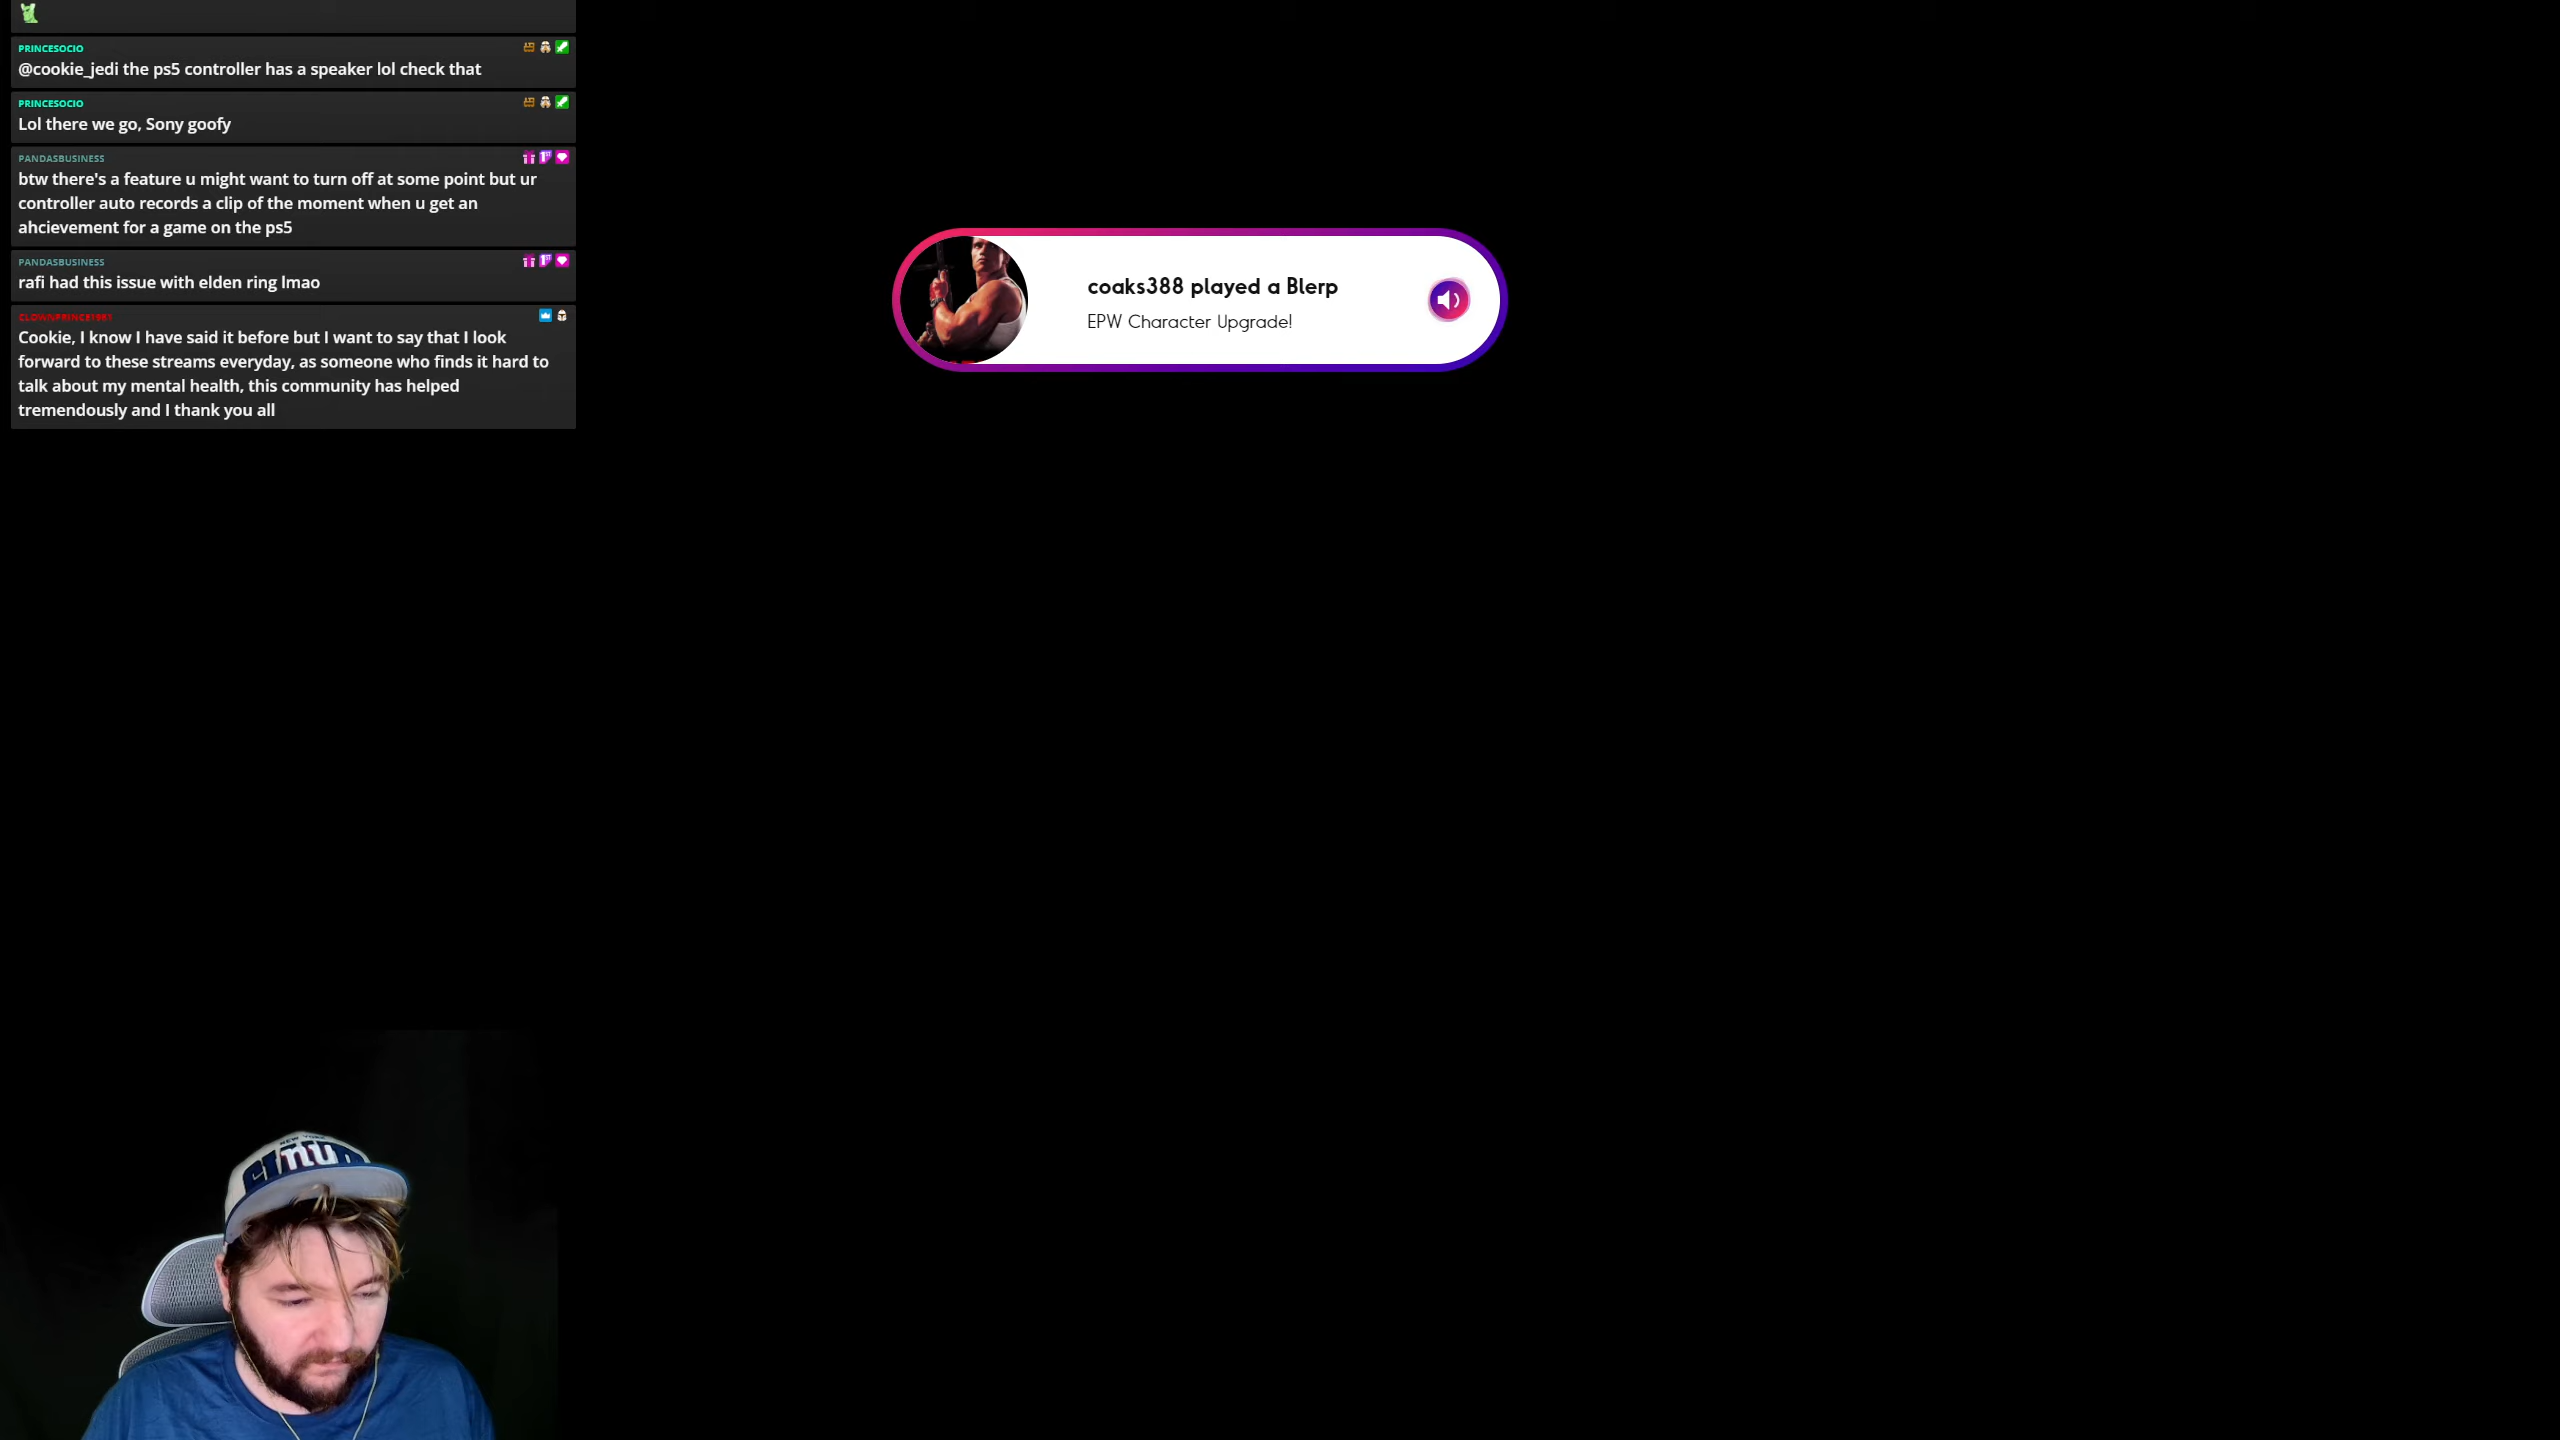 PRINCESOCIO
@cookie_jedi the ps5 controller has a speaker lol check that
PRINCESOCIO
Lol there we go, Sony goofy
PANDASBUSINESS
btw there's a feature u might want to turn off at some point but ur
controller auto records a clip of the moment when u get an
ahcievement for a game on the ps5
PANDASBUSINESS
rafi had this issue with elden ring lmao
CLOWNPRINCE1981
Cookie, I know I have said it before but I want to say that I look
forward to these streams everyday, as someone who finds it hard to
talk about my mental health, this community has helped
tremendously and I thank you all
coaks388 played a Blerp
EPW Character Upgrade!
NEW YORK
ny